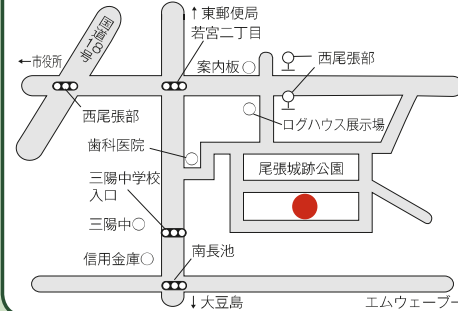 ↑東郵便局
若宮二丁目
国道18号
←市役所
案内板○
西尾張部
西尾張部
ログハウス展示場
歯科医院
尾張城跡公園
三陽中学校
入口
三陽中○
南長池
信用金庫○
↓大豆島
エムウェーブ